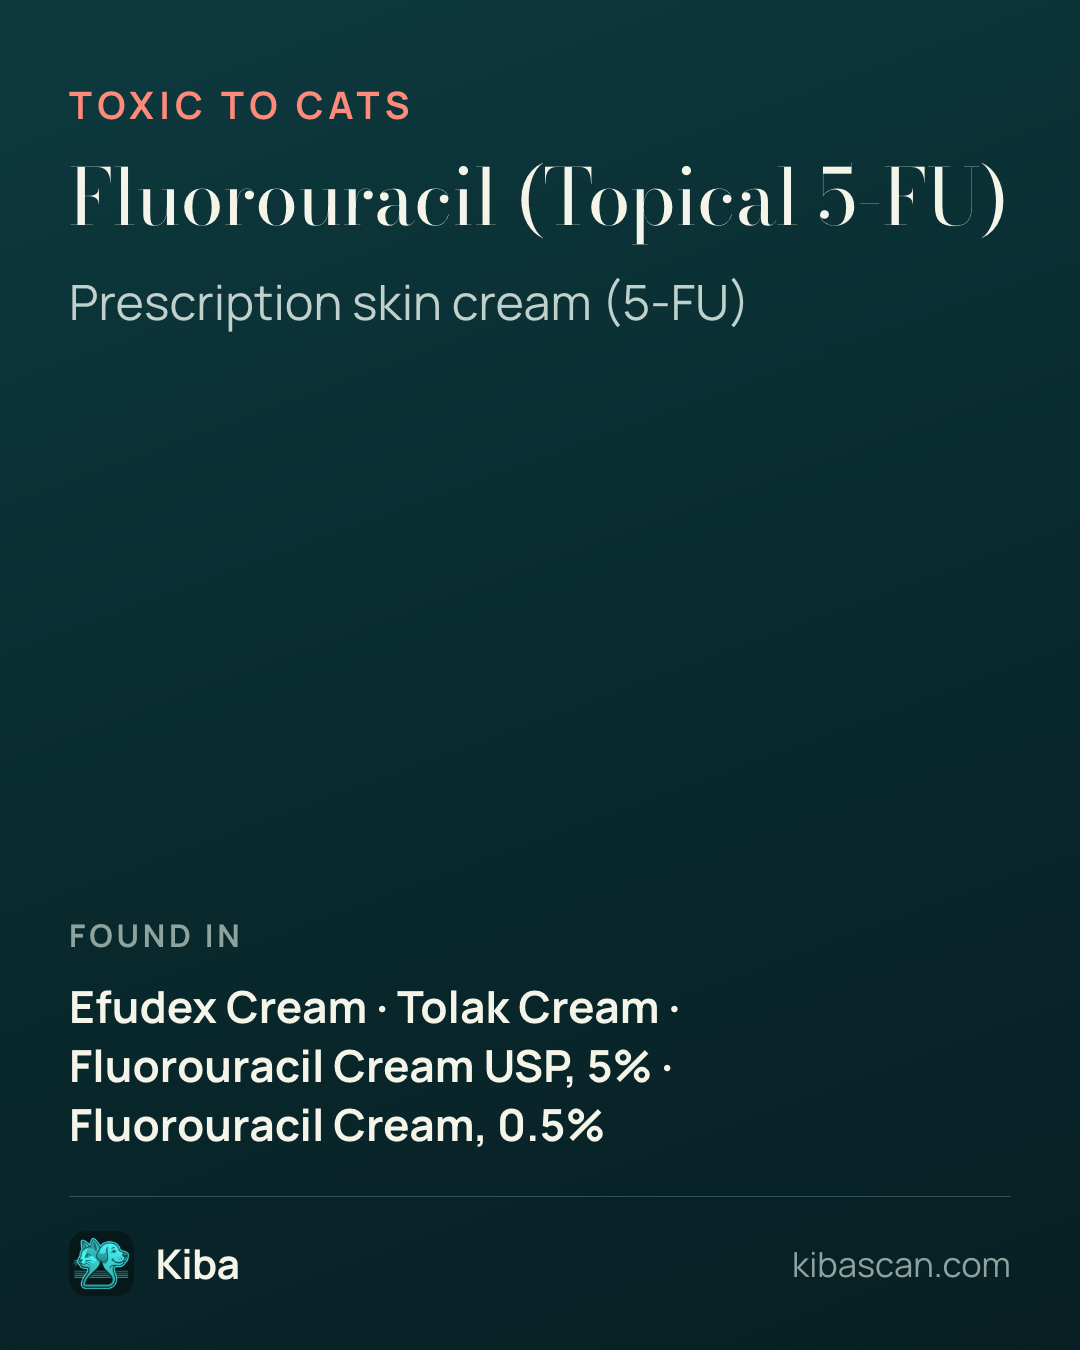 TOXIC TO CATS
Fluorouracil (Topical 5-FU)
Prescription skin cream (5-FU)
FOUND IN
Efudex Cream · Tolak Cream ·
Fluorouracil Cream USP, 5% ·
Fluorouracil Cream, 0.5%
Kiba
kibascan.com